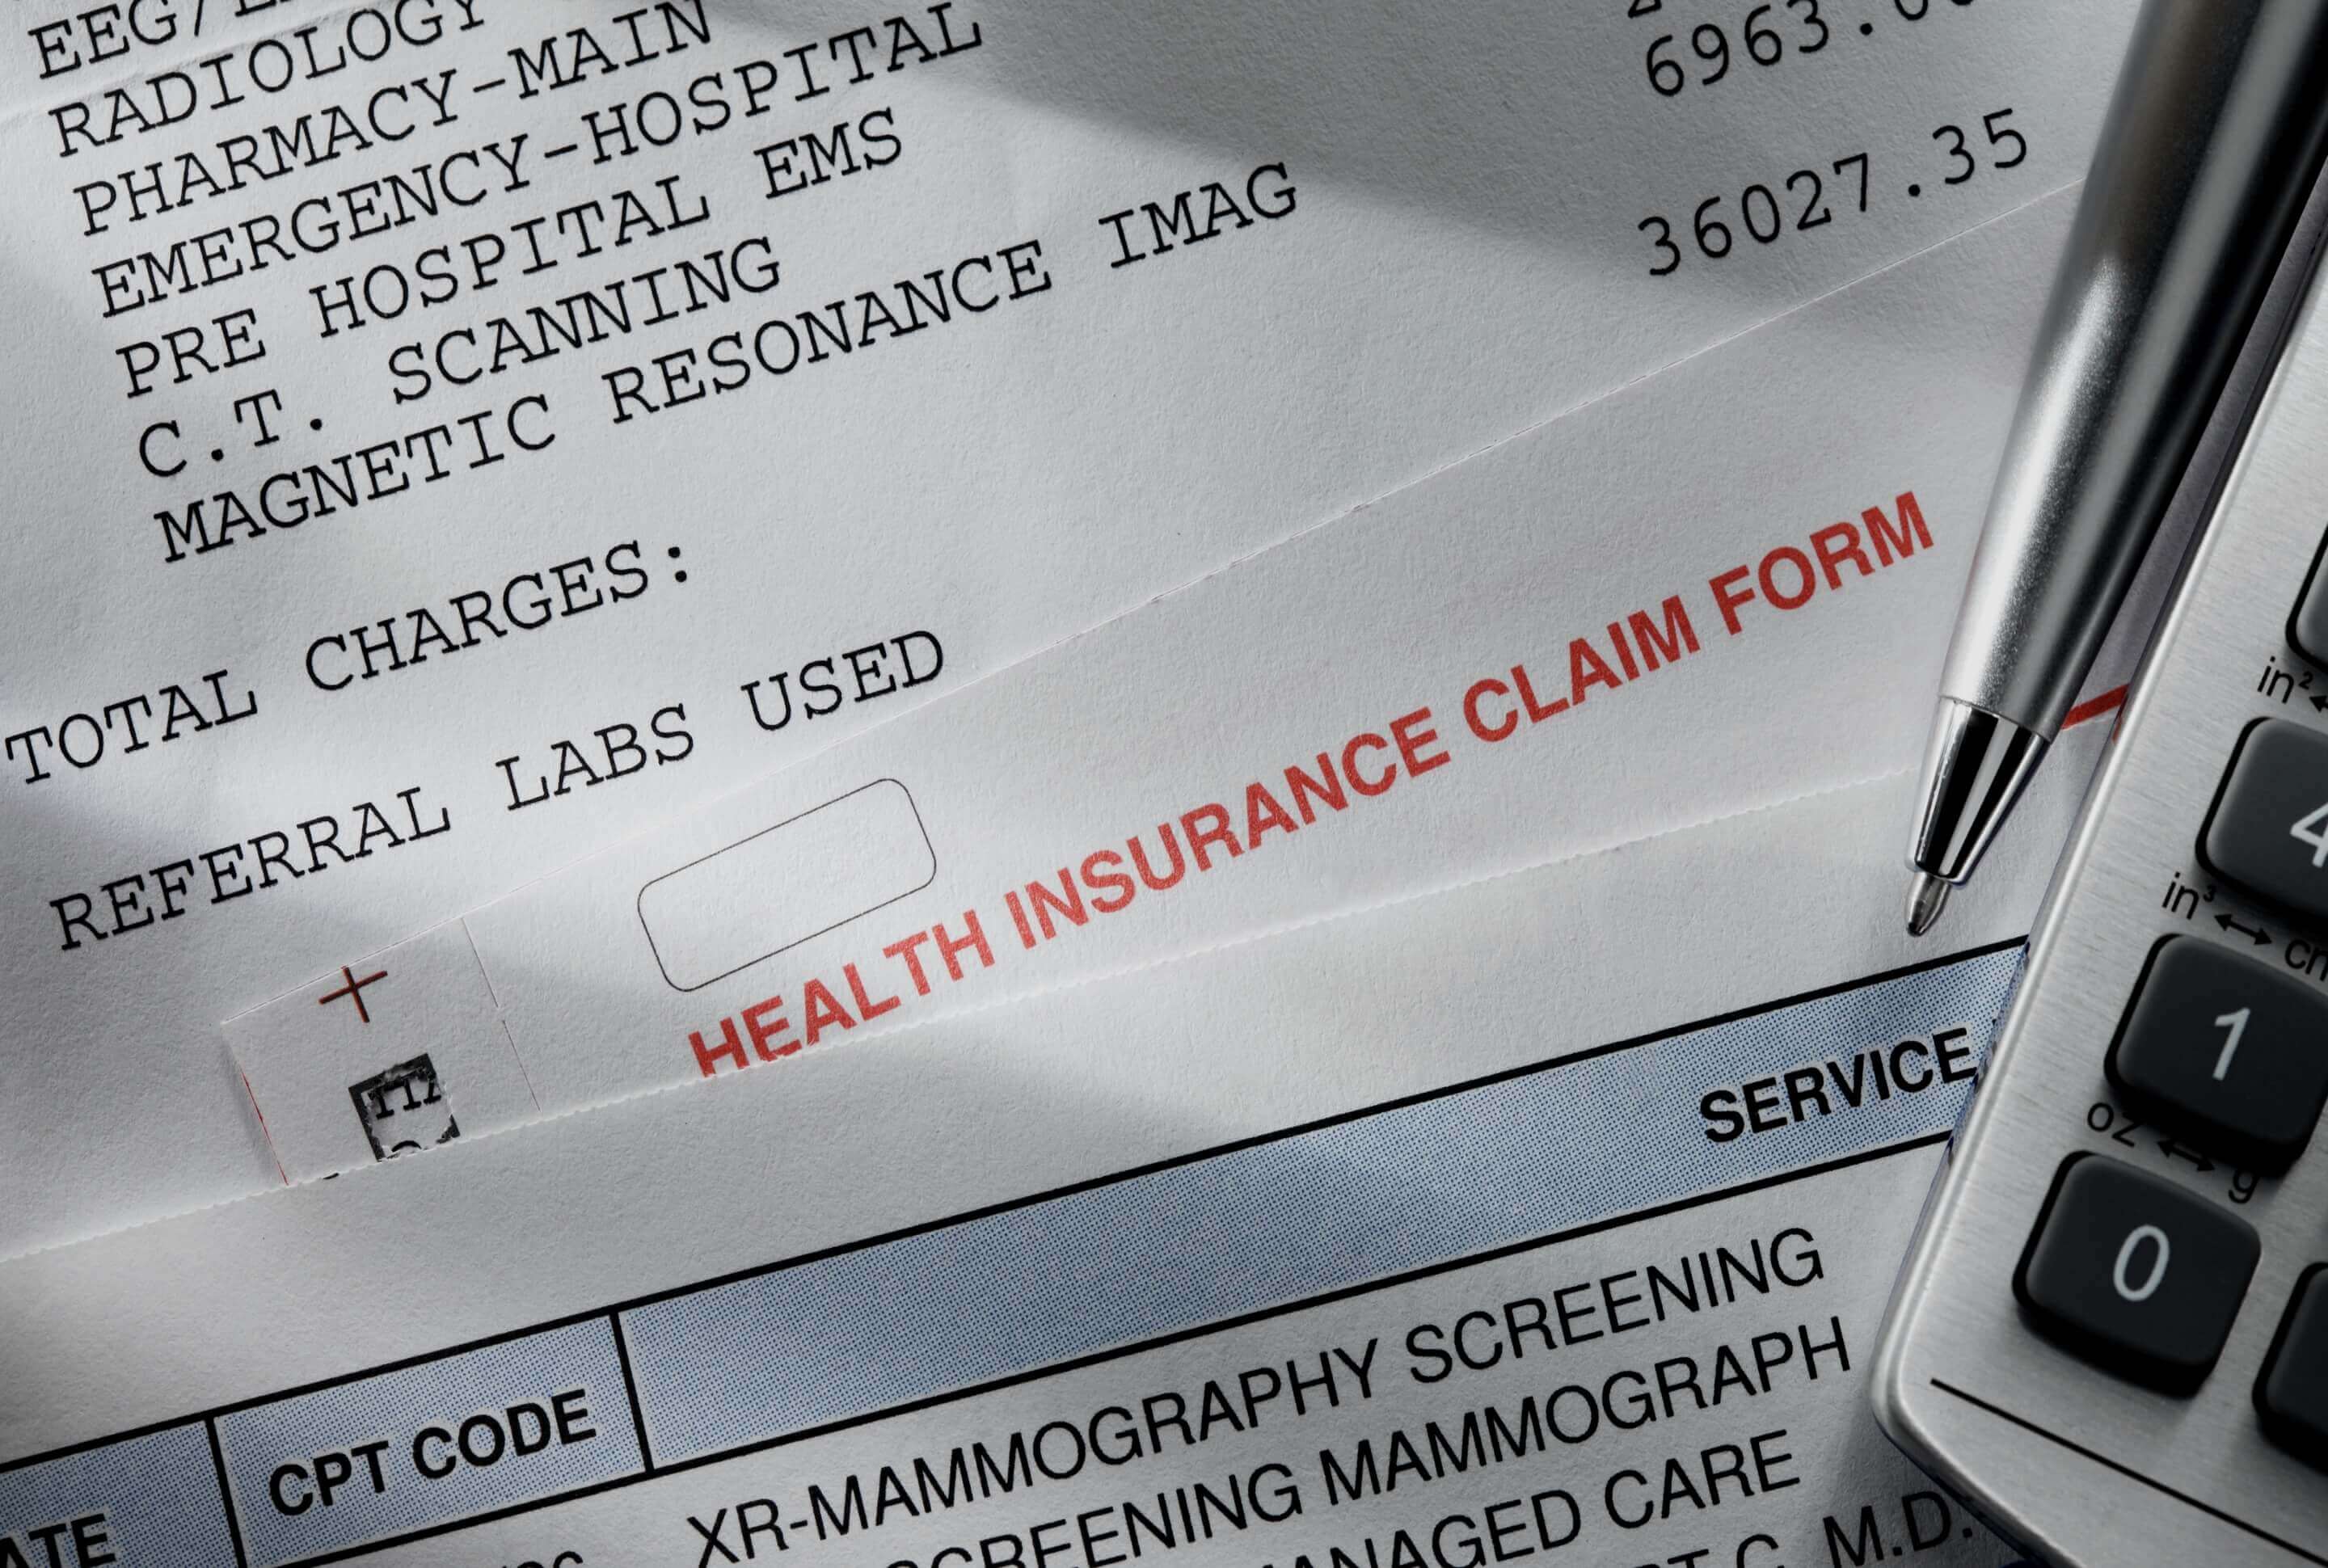 RADIOLOGY
PHARMACY-MAIN
EMERGENCY-HOSPITAL
PRE HOSPITAL EMS
C.T. SCANNING
MAGNETIC RESONANCE IMAG
TOTAL CHARGES: 36027.35
REFERRAL LABS USED
HEALTH INSURANCE CLAIM FORM
CPT CODE SERVICE
XR-MAMMOGRAPHY SCREENING
SCREENING MAMMOGRAPH
MANAGED CARE
M.D.
in²
4
in³ ↔
1
oz ↔ g
0